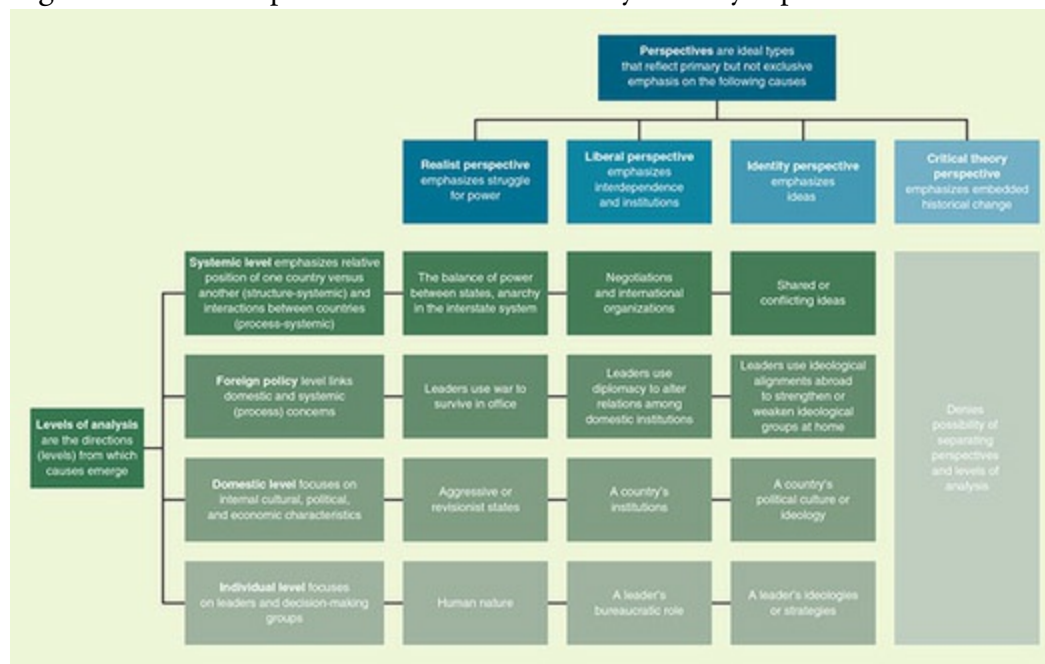 Perspectives are ideal types
that reflect primary but not exclusive
emphasis on the following causes
Realist perspective
emphasizes struggle
for power
Liberal perspective
emphasizes
interdependence
and institutions
Identity perspective
emphasizes
ideas
Critical theory
perspective
emphasizes embedded
historical change
Levels of analysis
are the directions
(levels) from which
causes emerge
Systemic level emphasizes relative
position of one country versus
another (structure-systemic) and
interactions between countries
(process-systemic)
The balance of power
between states, anarchy
in the interstate system
Negotiations
and international
organizations
Shared or
conflicting ideas
Foreign policy level links
domestic and systemic
(process) concerns
Leaders use war to
survive in office
Leaders use
diplomacy to alter
relations among
domestic institutions
Leaders use ideological
alignments abroad
to strengthen or
weaken ideological
groups at home
Domestic level focuses on
internal cultural, political,
and economic characteristics
Aggressive or
revisionist states
A country's
institutions
A country's
political culture or
ideology
Individual level focuses
on leaders and decision-making
groups
Human nature
A leader's
bureaucratic role
A leader's ideologies
or strategies
Denies
possibility of
separating
perspectives
and levels of
analysis